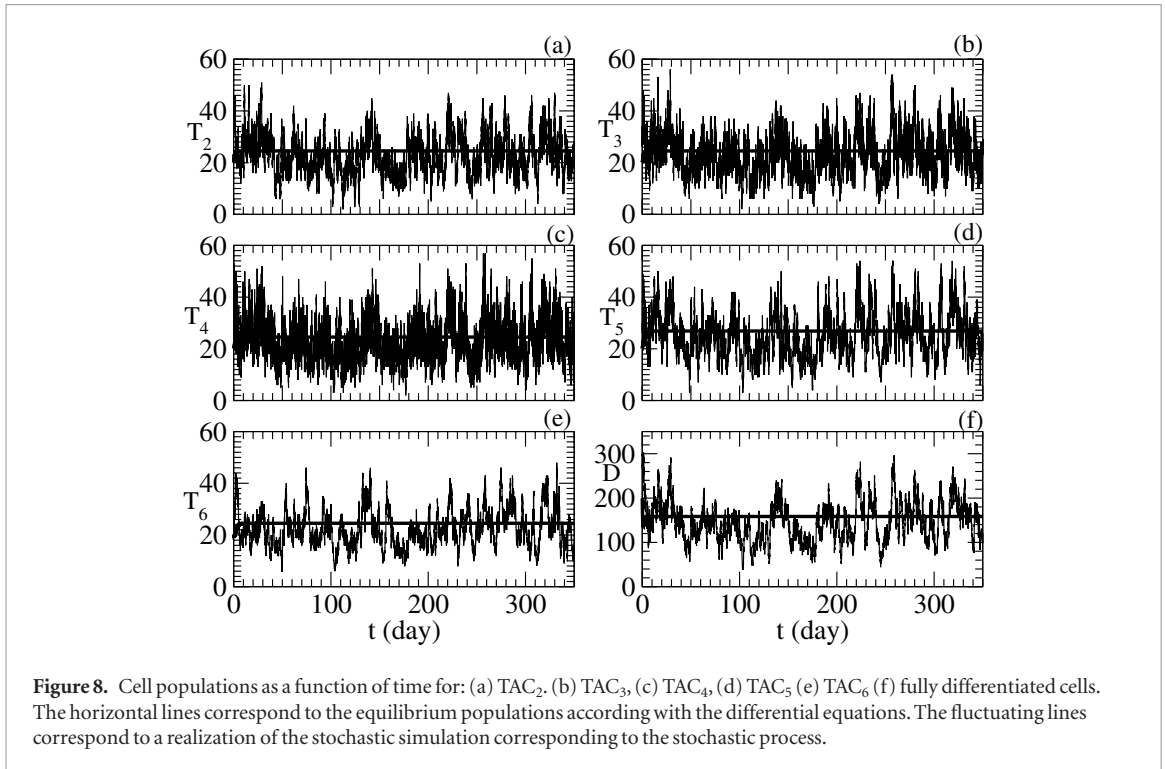 (a)
60
40
T2
20
0
(b)
60
40
T3
20
0
(c)
60
40
T4
20
0
(d)
60
40
T5
20
0
(e)
60
40
T6
20
0
0 100 200 300
t (day)
(f)
300
D
200
100
0
0 100 200 300
t (day)
Figure 8. Cell populations as a function of time for: (a) TAC2. (b) TAC3, (c) TAC4, (d) TAC5 (e) TAC6 (f) fully differentiated cells.
The horizontal lines correspond to the equilibrium populations according with the differential equations. The fluctuating lines
correspond to a realization of the stochastic simulation corresponding to the stochastic process.